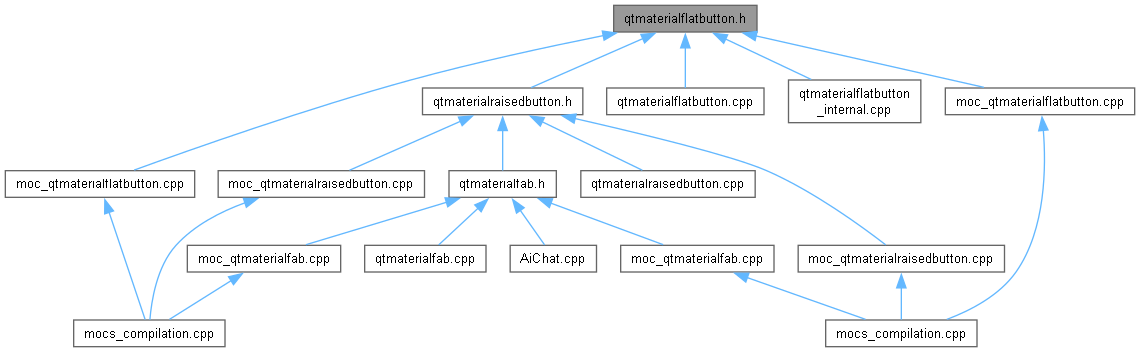 qtmaterialflatbutton.h
qtmaterialraisedbutton.h
qtmaterialflatbutton.cpp
qtmaterialflatbutton
_internal.cpp
moc_qtmaterialflatbutton.cpp
moc_qtmaterialflatbutton.cpp
moc_qtmaterialraisedbutton.cpp
qtmaterialfab.h
qtmaterialraisedbutton.cpp
moc_qtmaterialfab.cpp
qtmaterialfab.cpp
AiChat.cpp
moc_qtmaterialfab.cpp
moc_qtmaterialraisedbutton.cpp
mocs_compilation.cpp
mocs_compilation.cpp